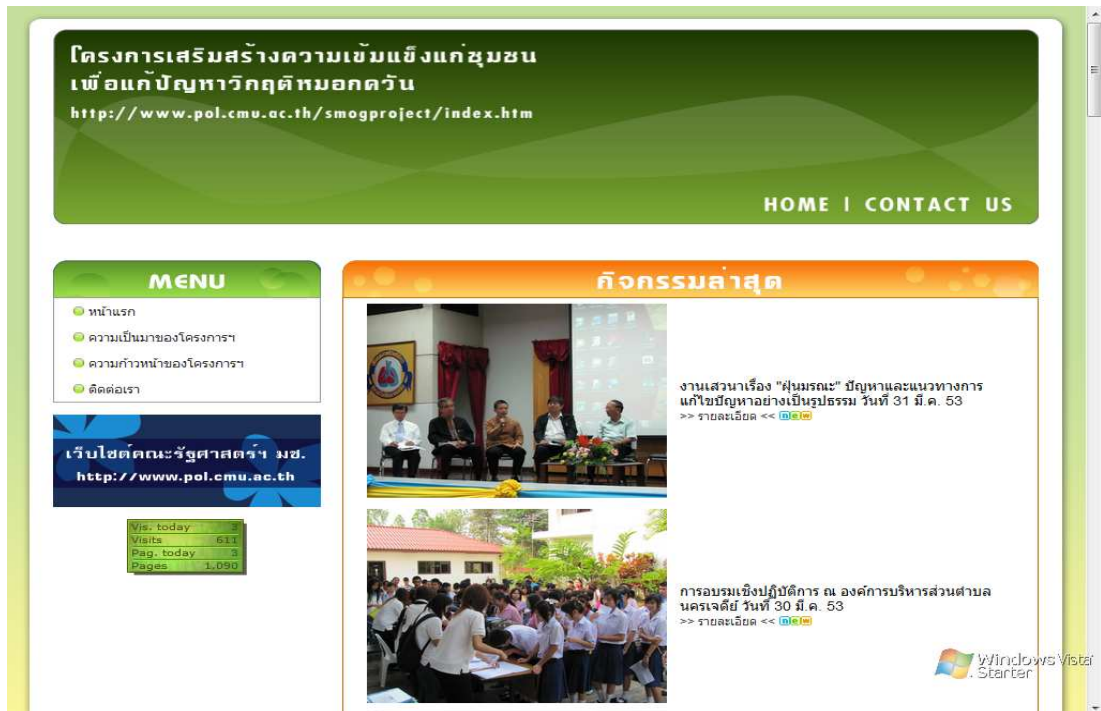 โครงการเสริมสร้างความเข้มแข็งแก่ชุมชน
เพื่อแก้ปัญหาวิกฤติหมอกควัน
http://www.pol.cmu.ac.th/smogproject/index.htm
HOME | CONTACT US
MENU
หน้าแรก
ความเป็นมาของโครงการฯ
ความก้าวหน้าของโครงการฯ
ติดต่อเรา
เว็บไซต์คณะรัฐศาสตร์ฯ มช.
http://www.pol.cmu.ac.th
Vis. today 3
Visits 611
Pag. today 3
Pages 1,090
กิจกรรมล่าสุด
งานเสวนาเรื่อง "ฝุ่นมรณะ" ปัญหาและแนวทางการ
แก้ไขปัญหาอย่างเป็นรูปธรรม วันที่ 31 มี.ค. 53
>> รายละเอียด << new
การอบรมเชิงปฏิบัติการ ณ องค์การบริหารส่วนตำบล
นครเจดีย์ วันที่ 30 มี.ค. 53
>> รายละเอียด << new
Windows Vista
Starter